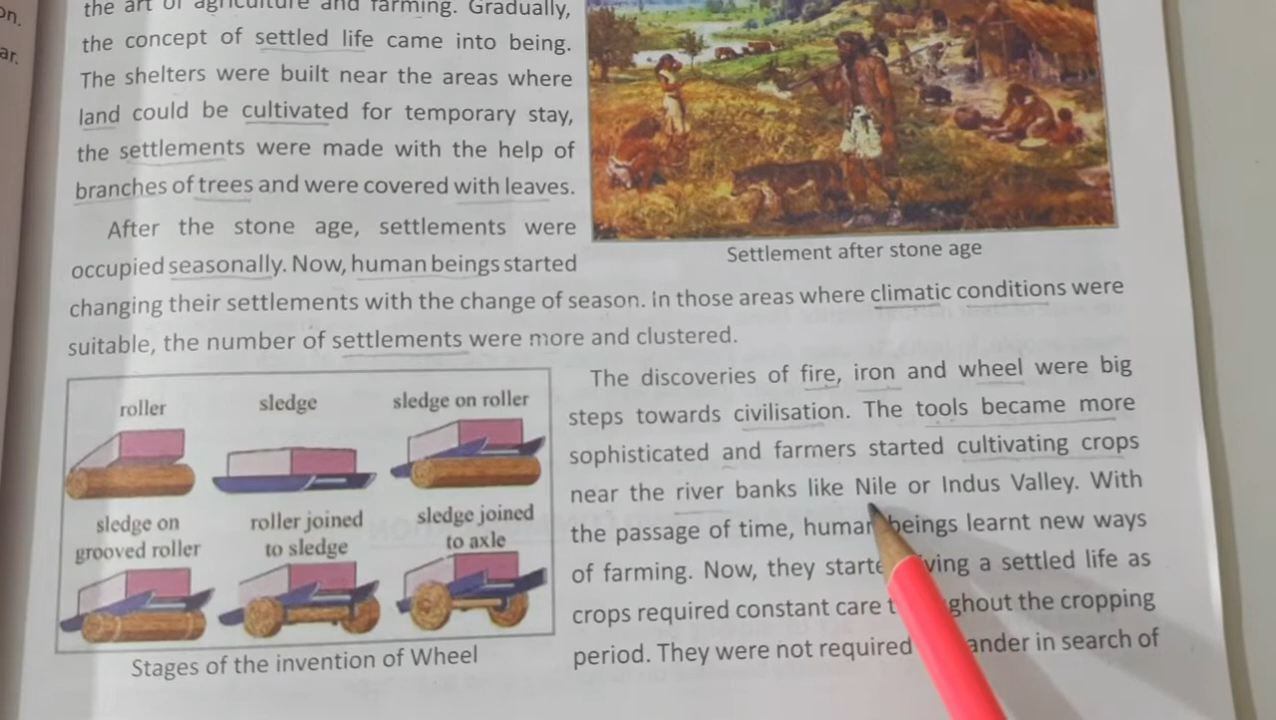 on.
ar.
the art of agriculture and farming. Gradually,
the concept of settled life came into being.
The shelters were built near the areas where
land could be cultivated for temporary stay,
the settlements were made with the help of
branches of trees and were covered with leaves.
After the stone age, settlements were
occupied seasonally. Now, human beings started
changing their settlements with the change of season. In those areas where climatic conditions were
suitable, the number of settlements were more and clustered.
Settlement after stone age
roller
sledge
sledge on roller
sledge on
grooved roller
roller joined
to sledge
sledge joined
to axle
Stages of the invention of Wheel
The discoveries of fire, iron and wheel were big
steps towards civilisation. The tools became more
sophisticated and farmers started cultivating crops
near the river banks like Nile or Indus Valley. With
the passage of time, human beings learnt new ways
of farming. Now, they a settled life as
crops required constant care the cropping
period. They were not required in search of